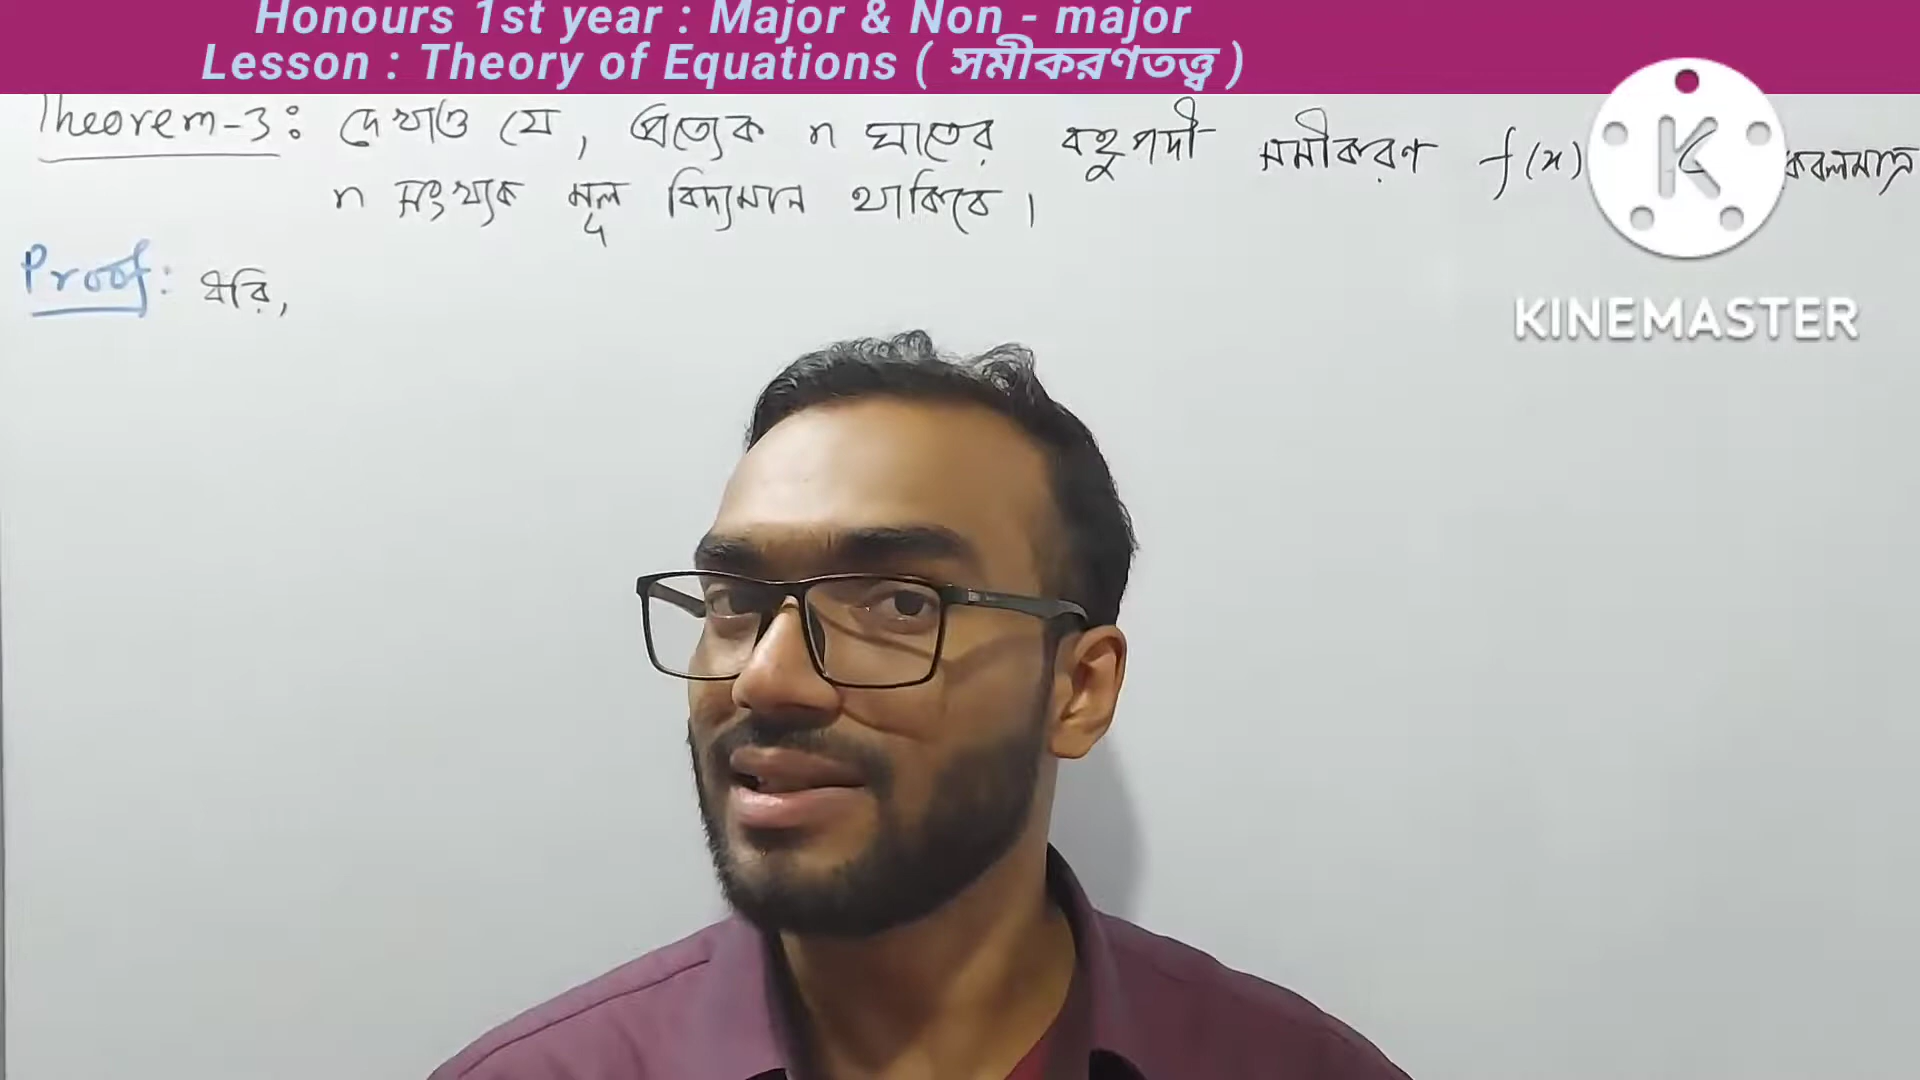 Honours 1st year : Major & Non - major
Lesson : Theory of Equations ( সমীকরণতত্ত্ব )
Theorem-3: দেখাও যে, প্রত্যেক n ঘাতের বহুপদী সমীকরণ f(x) কেবলমাত্র
n সংখ্যক মূল বিদ্যমান থাকিবে।
Proof: ধরি,
K
KINEMASTER